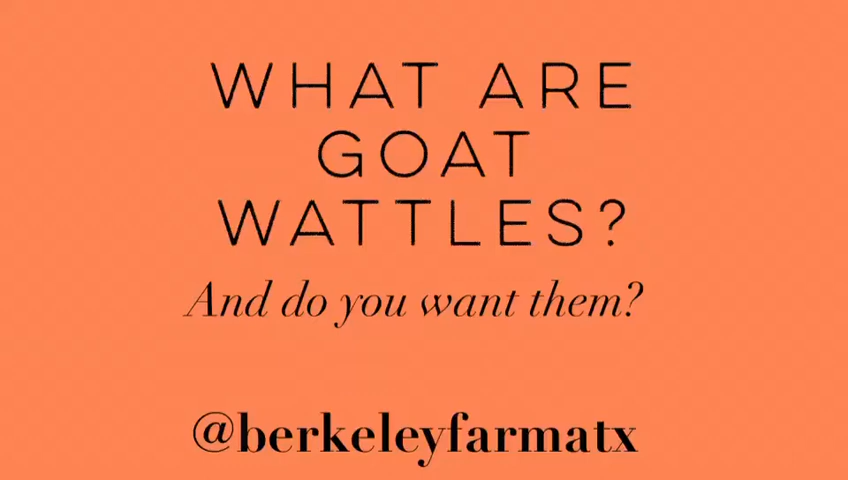 WHAT ARE
GOAT
WATTLES?
And do you want them?
@berkeleyfarmatx